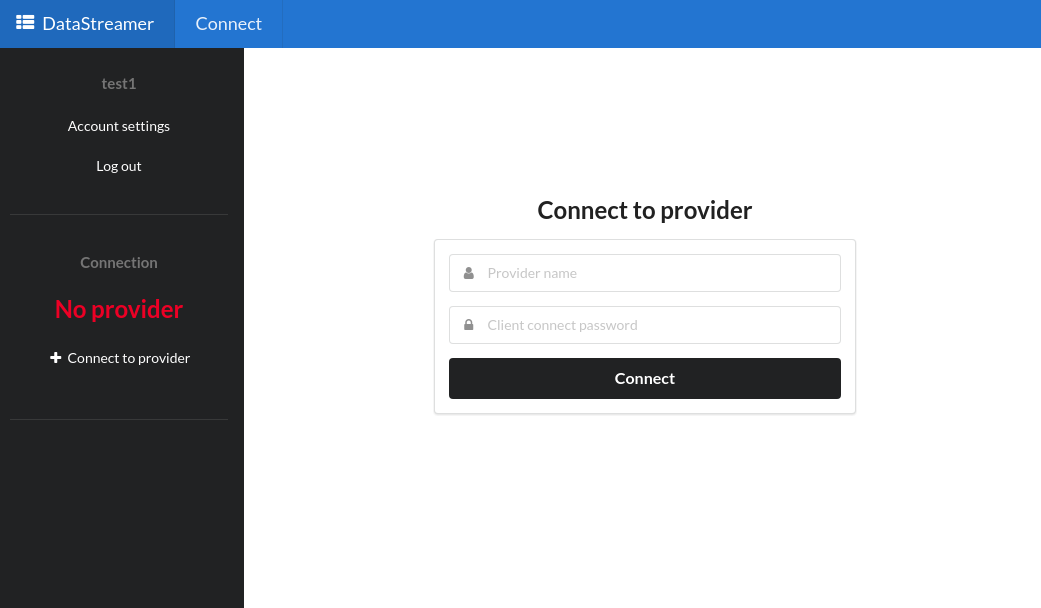 DataStreamer
Connect
test1
Account settings
Log out
Connection
No provider
Connect to provider
Connect to provider
Provider name
Client connect password
Connect